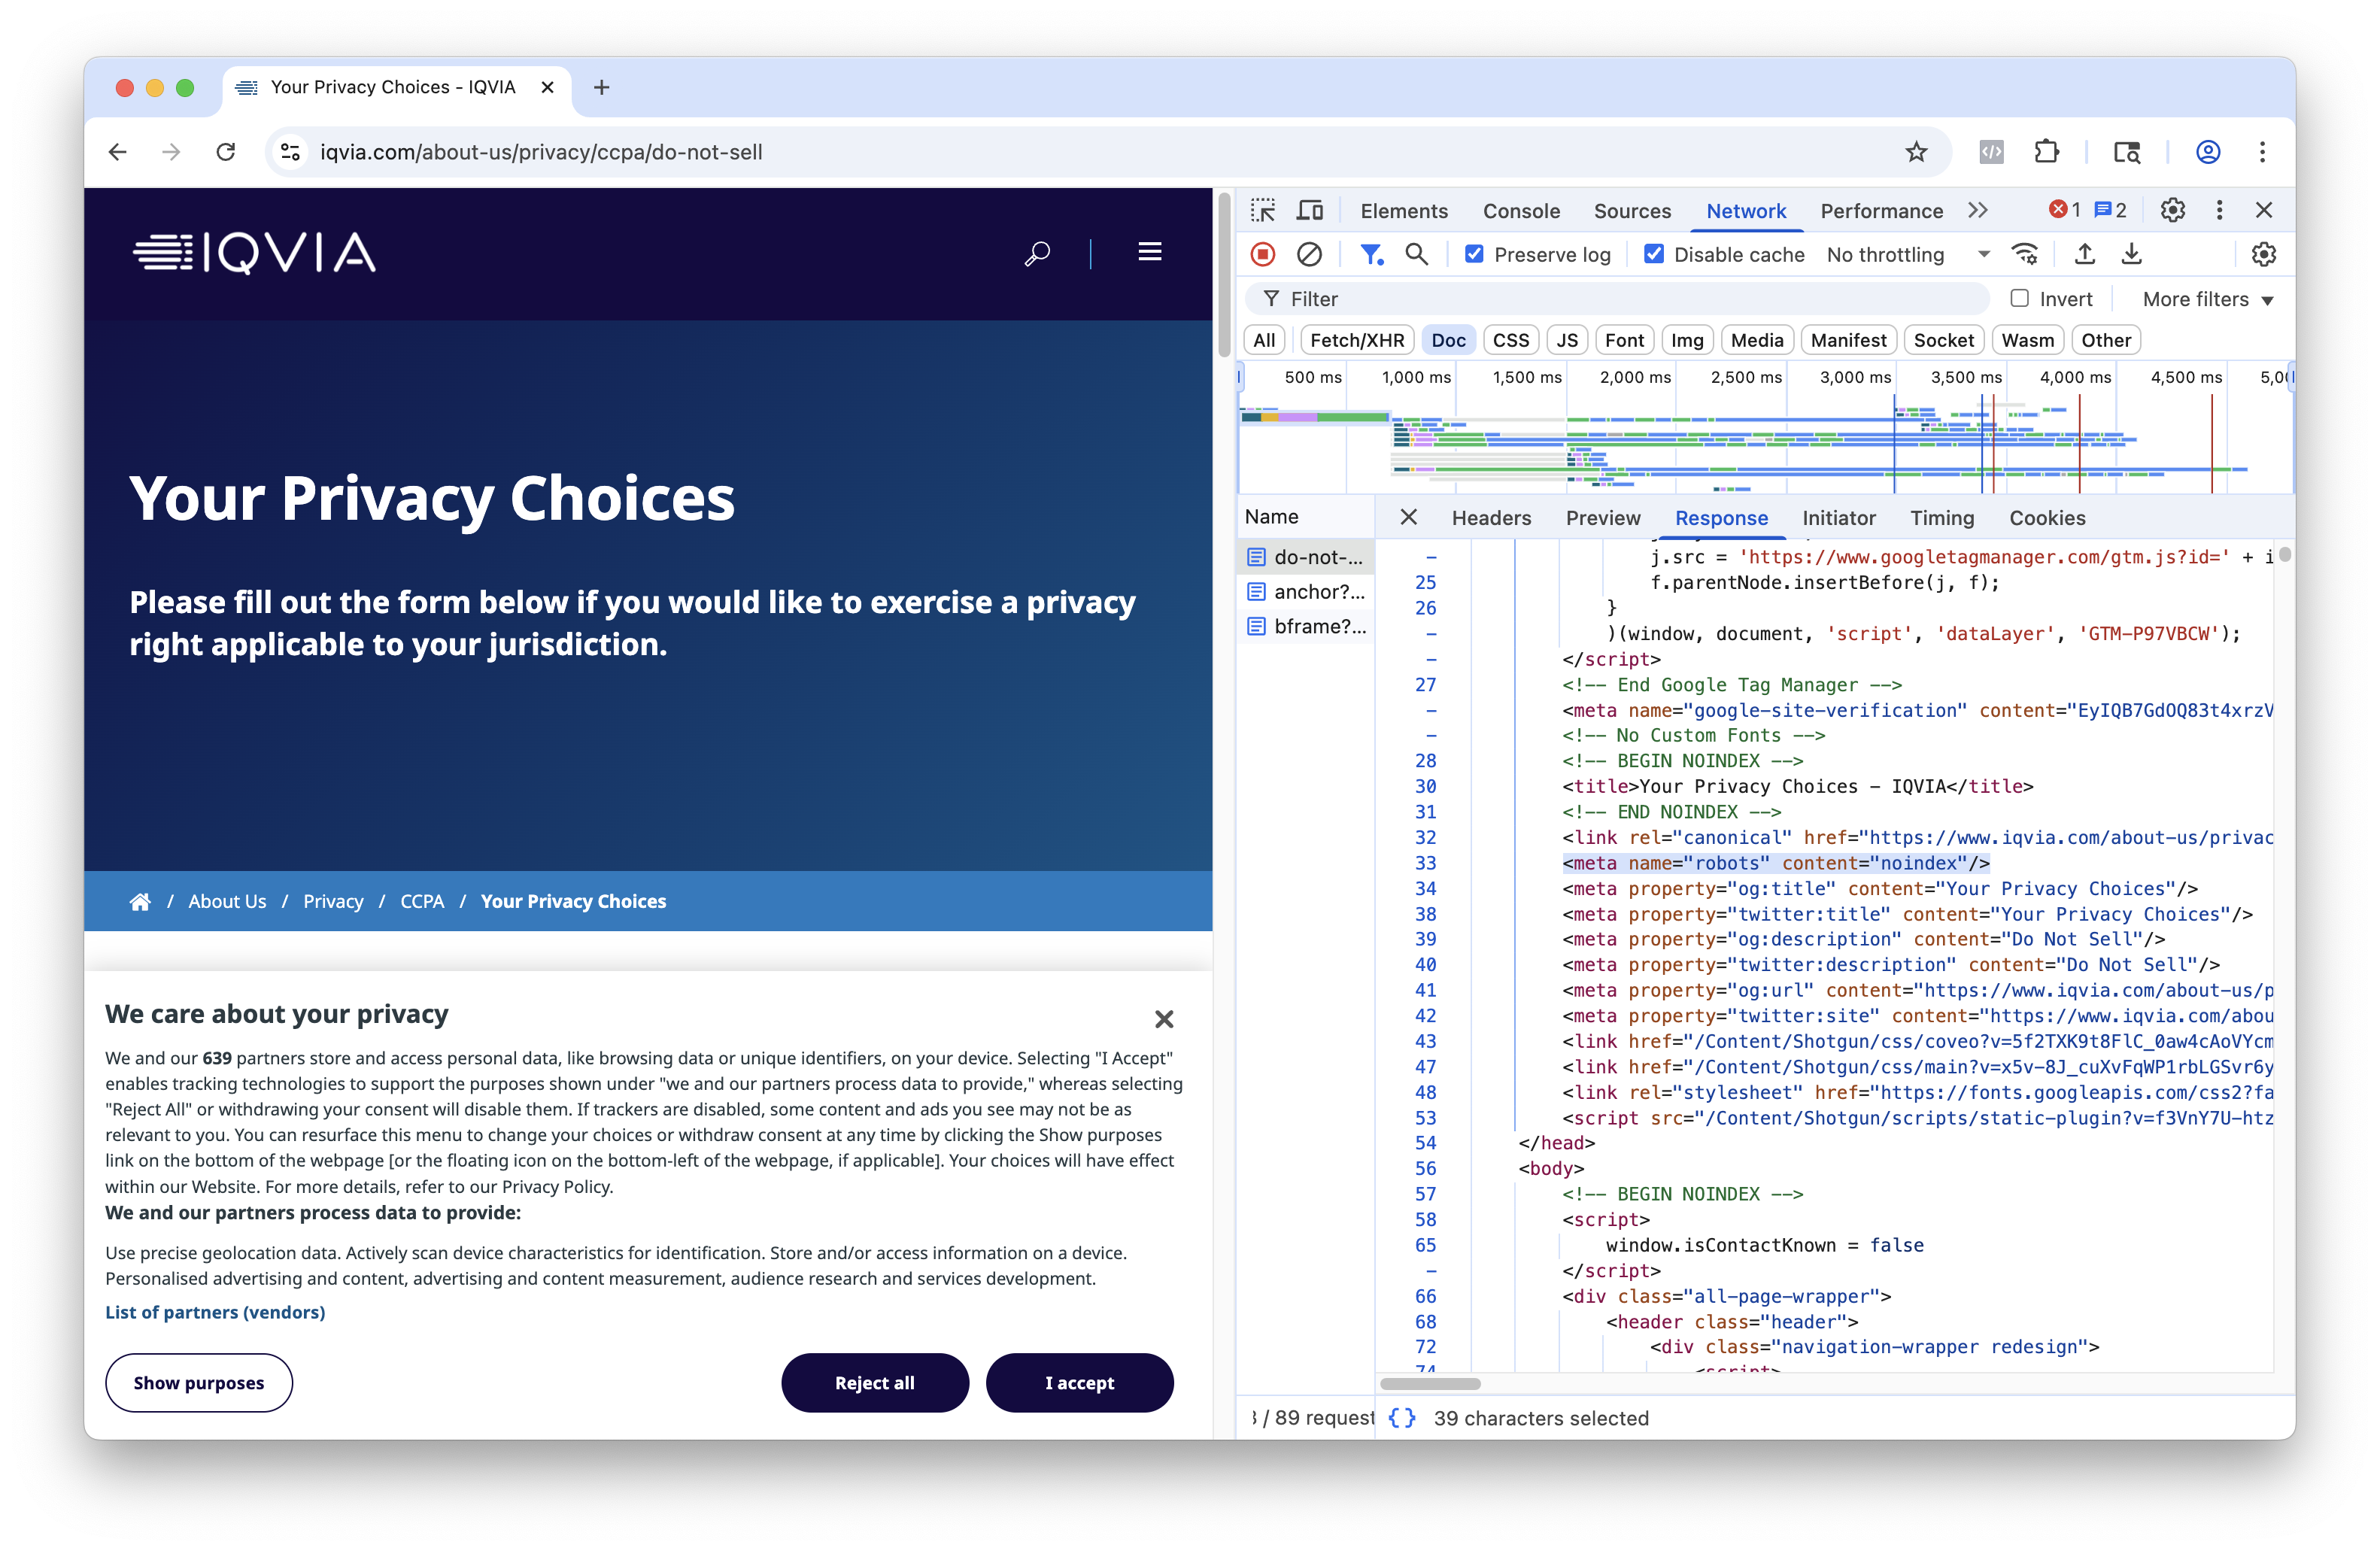 Your Privacy Choices - IQVIA
iqvia.com/about-us/privacy/ccpa/do-not-sell
IQVIA
Your Privacy Choices
Please fill out the form below if you would like to exercise a privacy
right applicable to your jurisdiction.
/ About Us / Privacy / CCPA / Your Privacy Choices
We care about your privacy
We and our 639 partners store and access personal data, like browsing data or unique identifiers, on your device. Selecting "I Accept"
enables tracking technologies to support the purposes shown under "we and our partners process data to provide," whereas selecting
"Reject All" or withdrawing your consent will disable them. If trackers are disabled, some content and ads you see may not be as
relevant to you. You can resurface this menu to change your choices or withdraw consent at any time by clicking the Show purposes
link on the bottom of the webpage [or the floating icon on the bottom-left of the webpage, if applicable]. Your choices will have effect
within our Website. For more details, refer to our Privacy Policy.
We and our partners process data to provide:
Use precise geolocation data. Actively scan device characteristics for identification. Store and/or access information on a device.
Personalised advertising and content, advertising and content measurement, audience research and services development.
List of partners (vendors)
Show purposes Reject all I accept
Elements Console Sources Network Performance 1 2
Preserve log Disable cache No throttling
Filter Invert More filters
All Fetch/XHR Doc CSS JS Font Img Media Manifest Socket Wasm Other
500 ms 1,000 ms 1,500 ms 2,000 ms 2,500 ms 3,000 ms 3,500 ms 4,000 ms 4,500 ms 5,00
Name
do-not-...
anchor?...
bframe?...
Headers Preview Response Initiator Timing Cookies
- j.src = 'https://www.googletagmanager.com/gtm.js?id=' + i
25 f.parentNode.insertBefore(j, f);
26 }
- )(window, document, 'script', 'dataLayer', 'GTM-P97VBCW');
- </script>
27 <!-- End Google Tag Manager -->
- <meta name="google-site-verification" content="EyIQB7GdOQ83t4xrzV
- <!-- No Custom Fonts -->
28 <!-- BEGIN NOINDEX -->
30 <title>Your Privacy Choices - IQVIA</title>
31 <!-- END NOINDEX -->
32 <link rel="canonical" href="https://www.iqvia.com/about-us/privac
33 <meta name="robots" content="noindex"/>
34 <meta property="og:title" content="Your Privacy Choices"/>
38 <meta property="twitter:title" content="Your Privacy Choices"/>
39 <meta property="og:description" content="Do Not Sell"/>
40 <meta property="twitter:description" content="Do Not Sell"/>
41 <meta property="og:url" content="https://www.iqvia.com/about-us/p
42 <meta property="twitter:site" content="https://www.iqvia.com/abou
43 <link href="/Content/Shotgun/css/coveo?v=5f2TXK9t8FlC_0aw4cAoVYcm
47 <link href="/Content/Shotgun/css/main?v=x5v-8J_cuXvFqWP1rbLGSvr6y
48 <link rel="stylesheet" href="https://fonts.googleapis.com/css2?fa
53 <script src="/Content/Shotgun/scripts/static-plugin?v=f3VnY7U-htz
54 </head>
56 <body>
57 <!-- BEGIN NOINDEX -->
58 <script>
65 window.isContactKnown = false
- </script>
66 <div class="all-page-wrapper">
68 <header class="header">
72 <div class="navigation-wrapper redesign">
74 <script>
/ 89 request
{} 39 characters selected